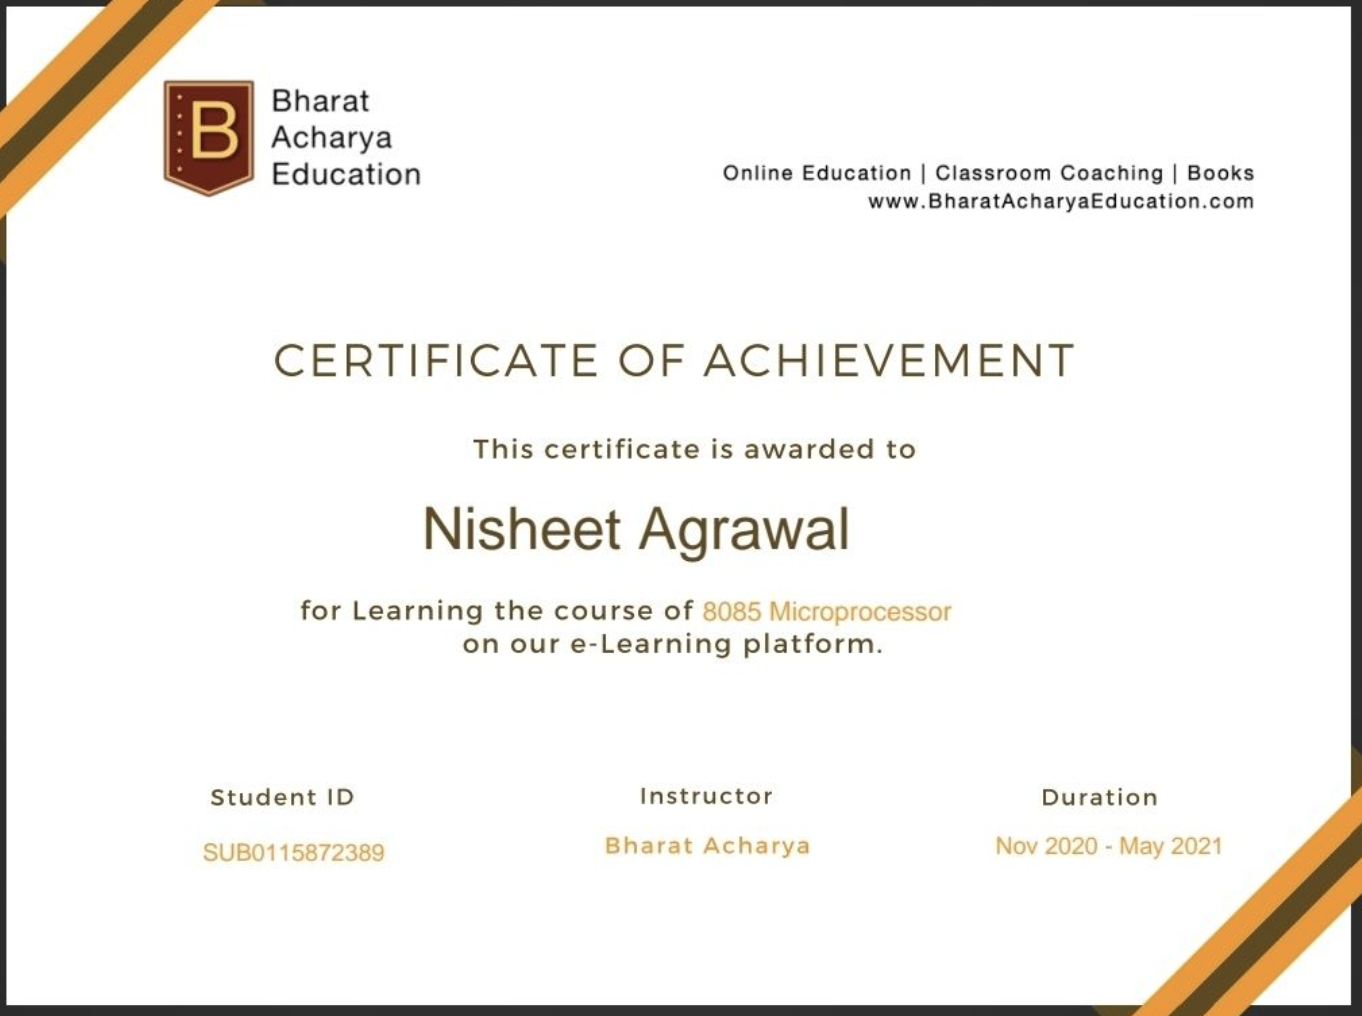 B
Bharat
Acharya
Education
Online Education | Classroom Coaching | Books
www.BharatAcharyaEducation.com
CERTIFICATE OF ACHIEVEMENT
This certificate is awarded to
Nisheet Agrawal
for Learning the course of 8085 Microprocessor
on our e-Learning platform.
Student ID
SUB0115872389
Instructor
Bharat Acharya
Duration
Nov 2020 - May 2021